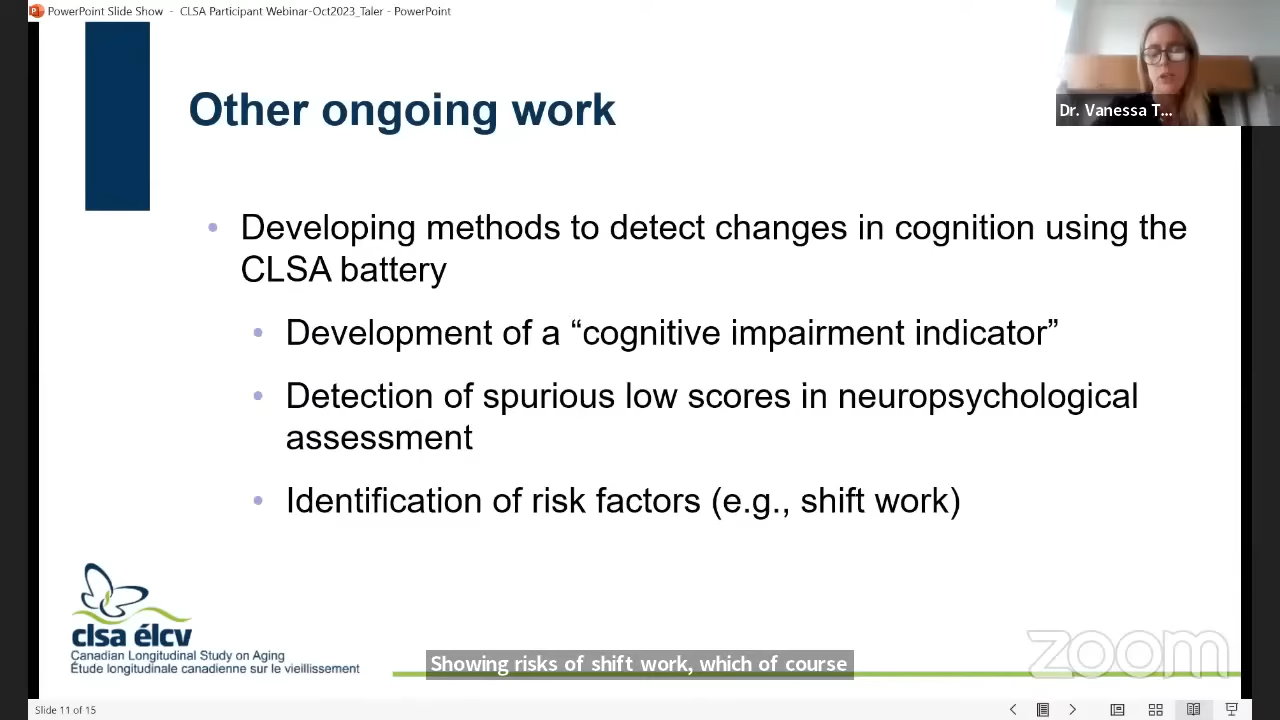 PowerPoint Slide Show - CLSA Participant Webinar-Oct2023_Taler - PowerPoint
Dr. Vanessa T...
Other ongoing work
• Developing methods to detect changes in cognition using the
CLSA battery
• Development of a “cognitive impairment indicator”
• Detection of spurious low scores in neuropsychological
assessment
• Identification of risk factors (e.g., shift work)
clsa élcv
Canadian Longitudinal Study on Aging
Étude longitudinale canadienne sur le vieillissement
Showing risks of shift work, which of course
zoom
Slide 11 of 15